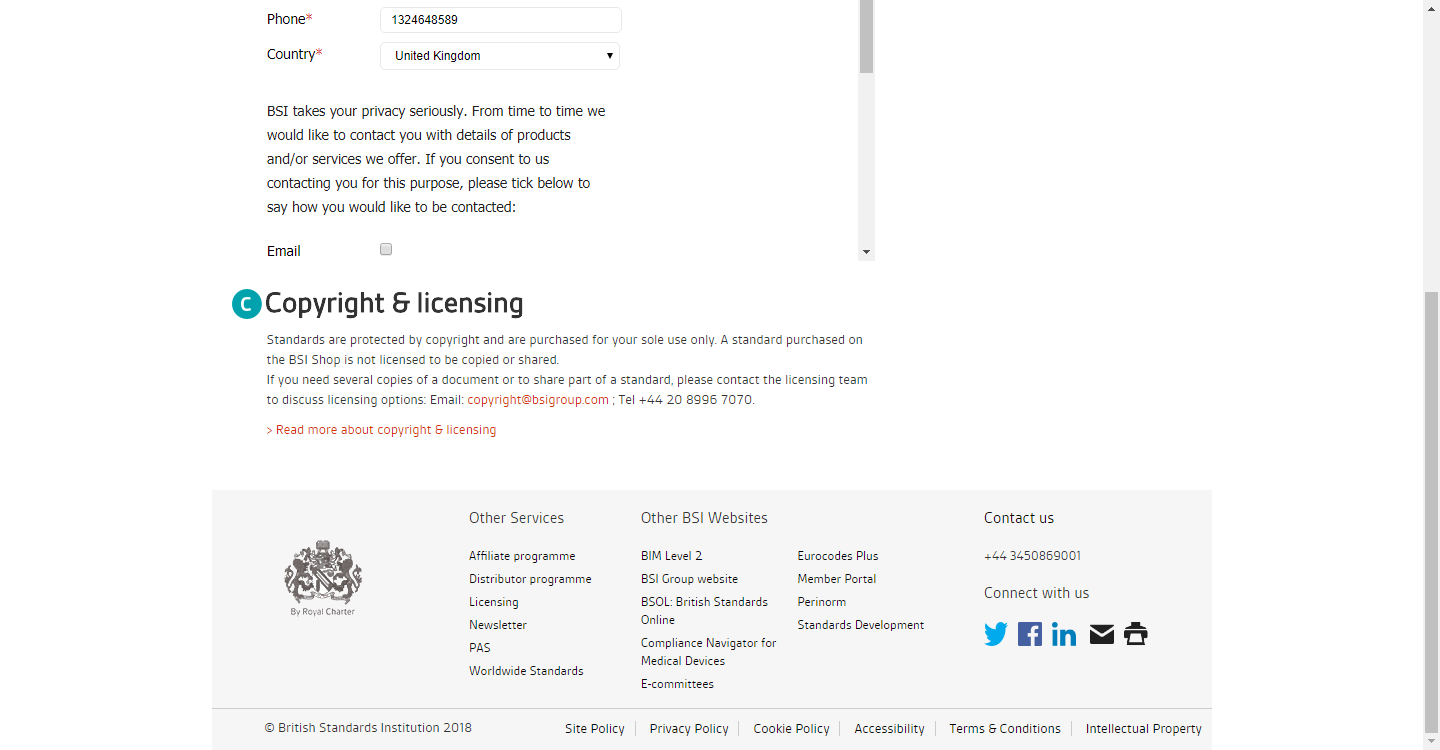 Phone*
1324648589
Country*
United Kingdom
BSI takes your privacy seriously. From time to time we
would like to contact you with details of products
and/or services we offer. If you consent to us
contacting you for this purpose, please tick below to
say how you would like to be contacted:
Email
C Copyright & licensing
Standards are protected by copyright and are purchased for your sole use only. A standard purchased on
the BSI Shop is not licensed to be copied or shared.
If you need several copies of a document or to share part of a standard, please contact the licensing team
to discuss licensing options: Email: copyright@bsigroup.com ; Tel +44 20 8996 7070.
> Read more about copyright & licensing
By Royal Charter
Other Services
Affiliate programme
Distributor programme
Licensing
Newsletter
PAS
Worldwide Standards
Other BSI Websites
BIM Level 2
BSI Group website
BSOL: British Standards
Online
Compliance Navigator for
Medical Devices
E-committees
Eurocodes Plus
Member Portal
Perinorm
Standards Development
Contact us
+44 3450869001
Connect with us
© British Standards Institution 2018
Site Policy
Privacy Policy
Cookie Policy
Accessibility
Terms & Conditions
Intellectual Property